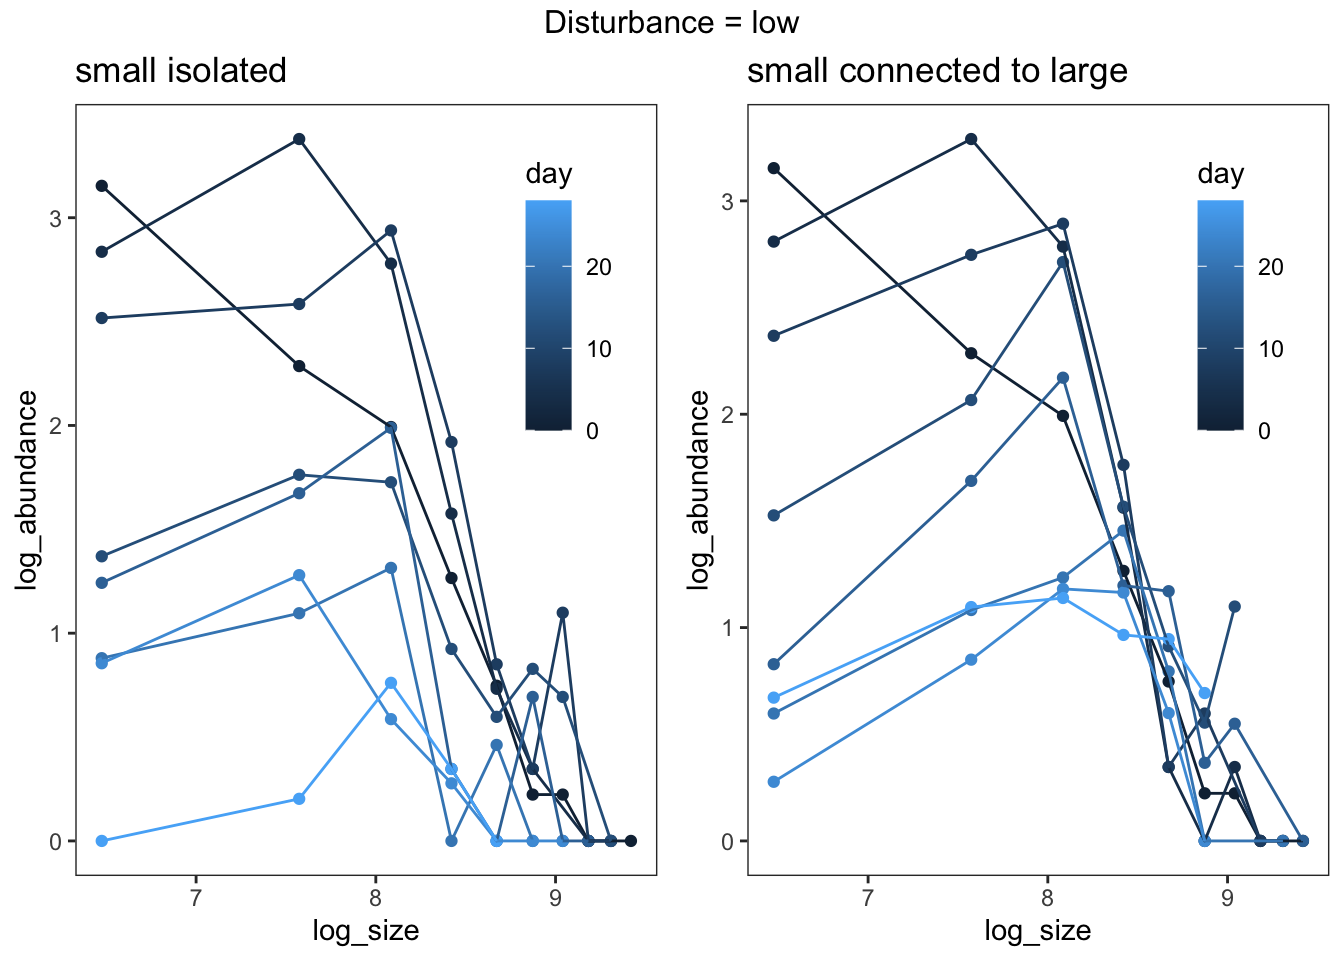 Disturbance = low
small isolated
log_abundance
3
2
1
0
day
20
10
0
7
8
9
log_size
small connected to large
log_abundance
3
2
1
0
day
20
10
0
7
8
9
log_size